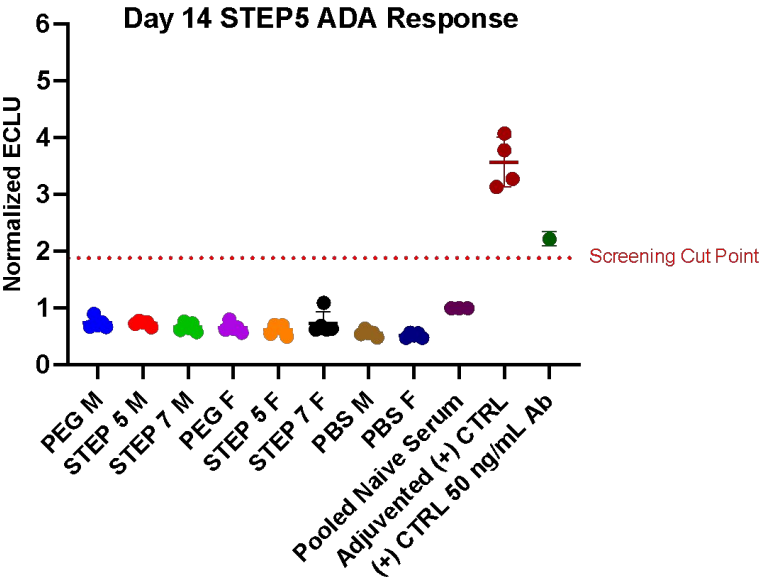 Day 14 STEP5 ADA Response
Normalized ECLU
6
5
4
3
2
1
0
Screening Cut Point
PEG M
STEP 5 M
STEP 7 M
PEG F
STEP 5 F
STEP 7 F
PBS M
PBS F
Pooled Naive Serum
Adjuvented (+) CTRL
(+) CTRL 50 ng/mL Ab